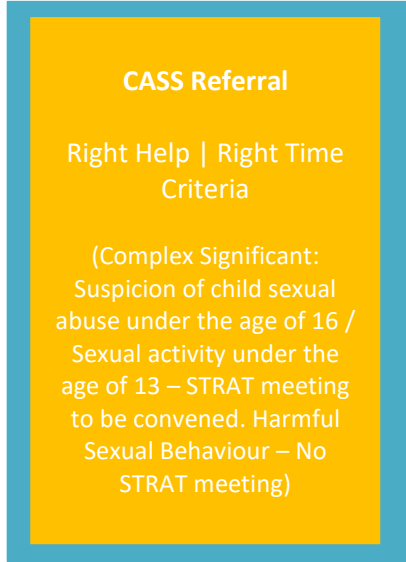 CASS Referral
Right Help | Right Time
Criteria
(Complex Significant:
Suspicion of child sexual
abuse under the age of 16 /
Sexual activity under the
age of 13 – STRAT meeting
to be convened. Harmful
Sexual Behaviour – No
STRAT meeting)